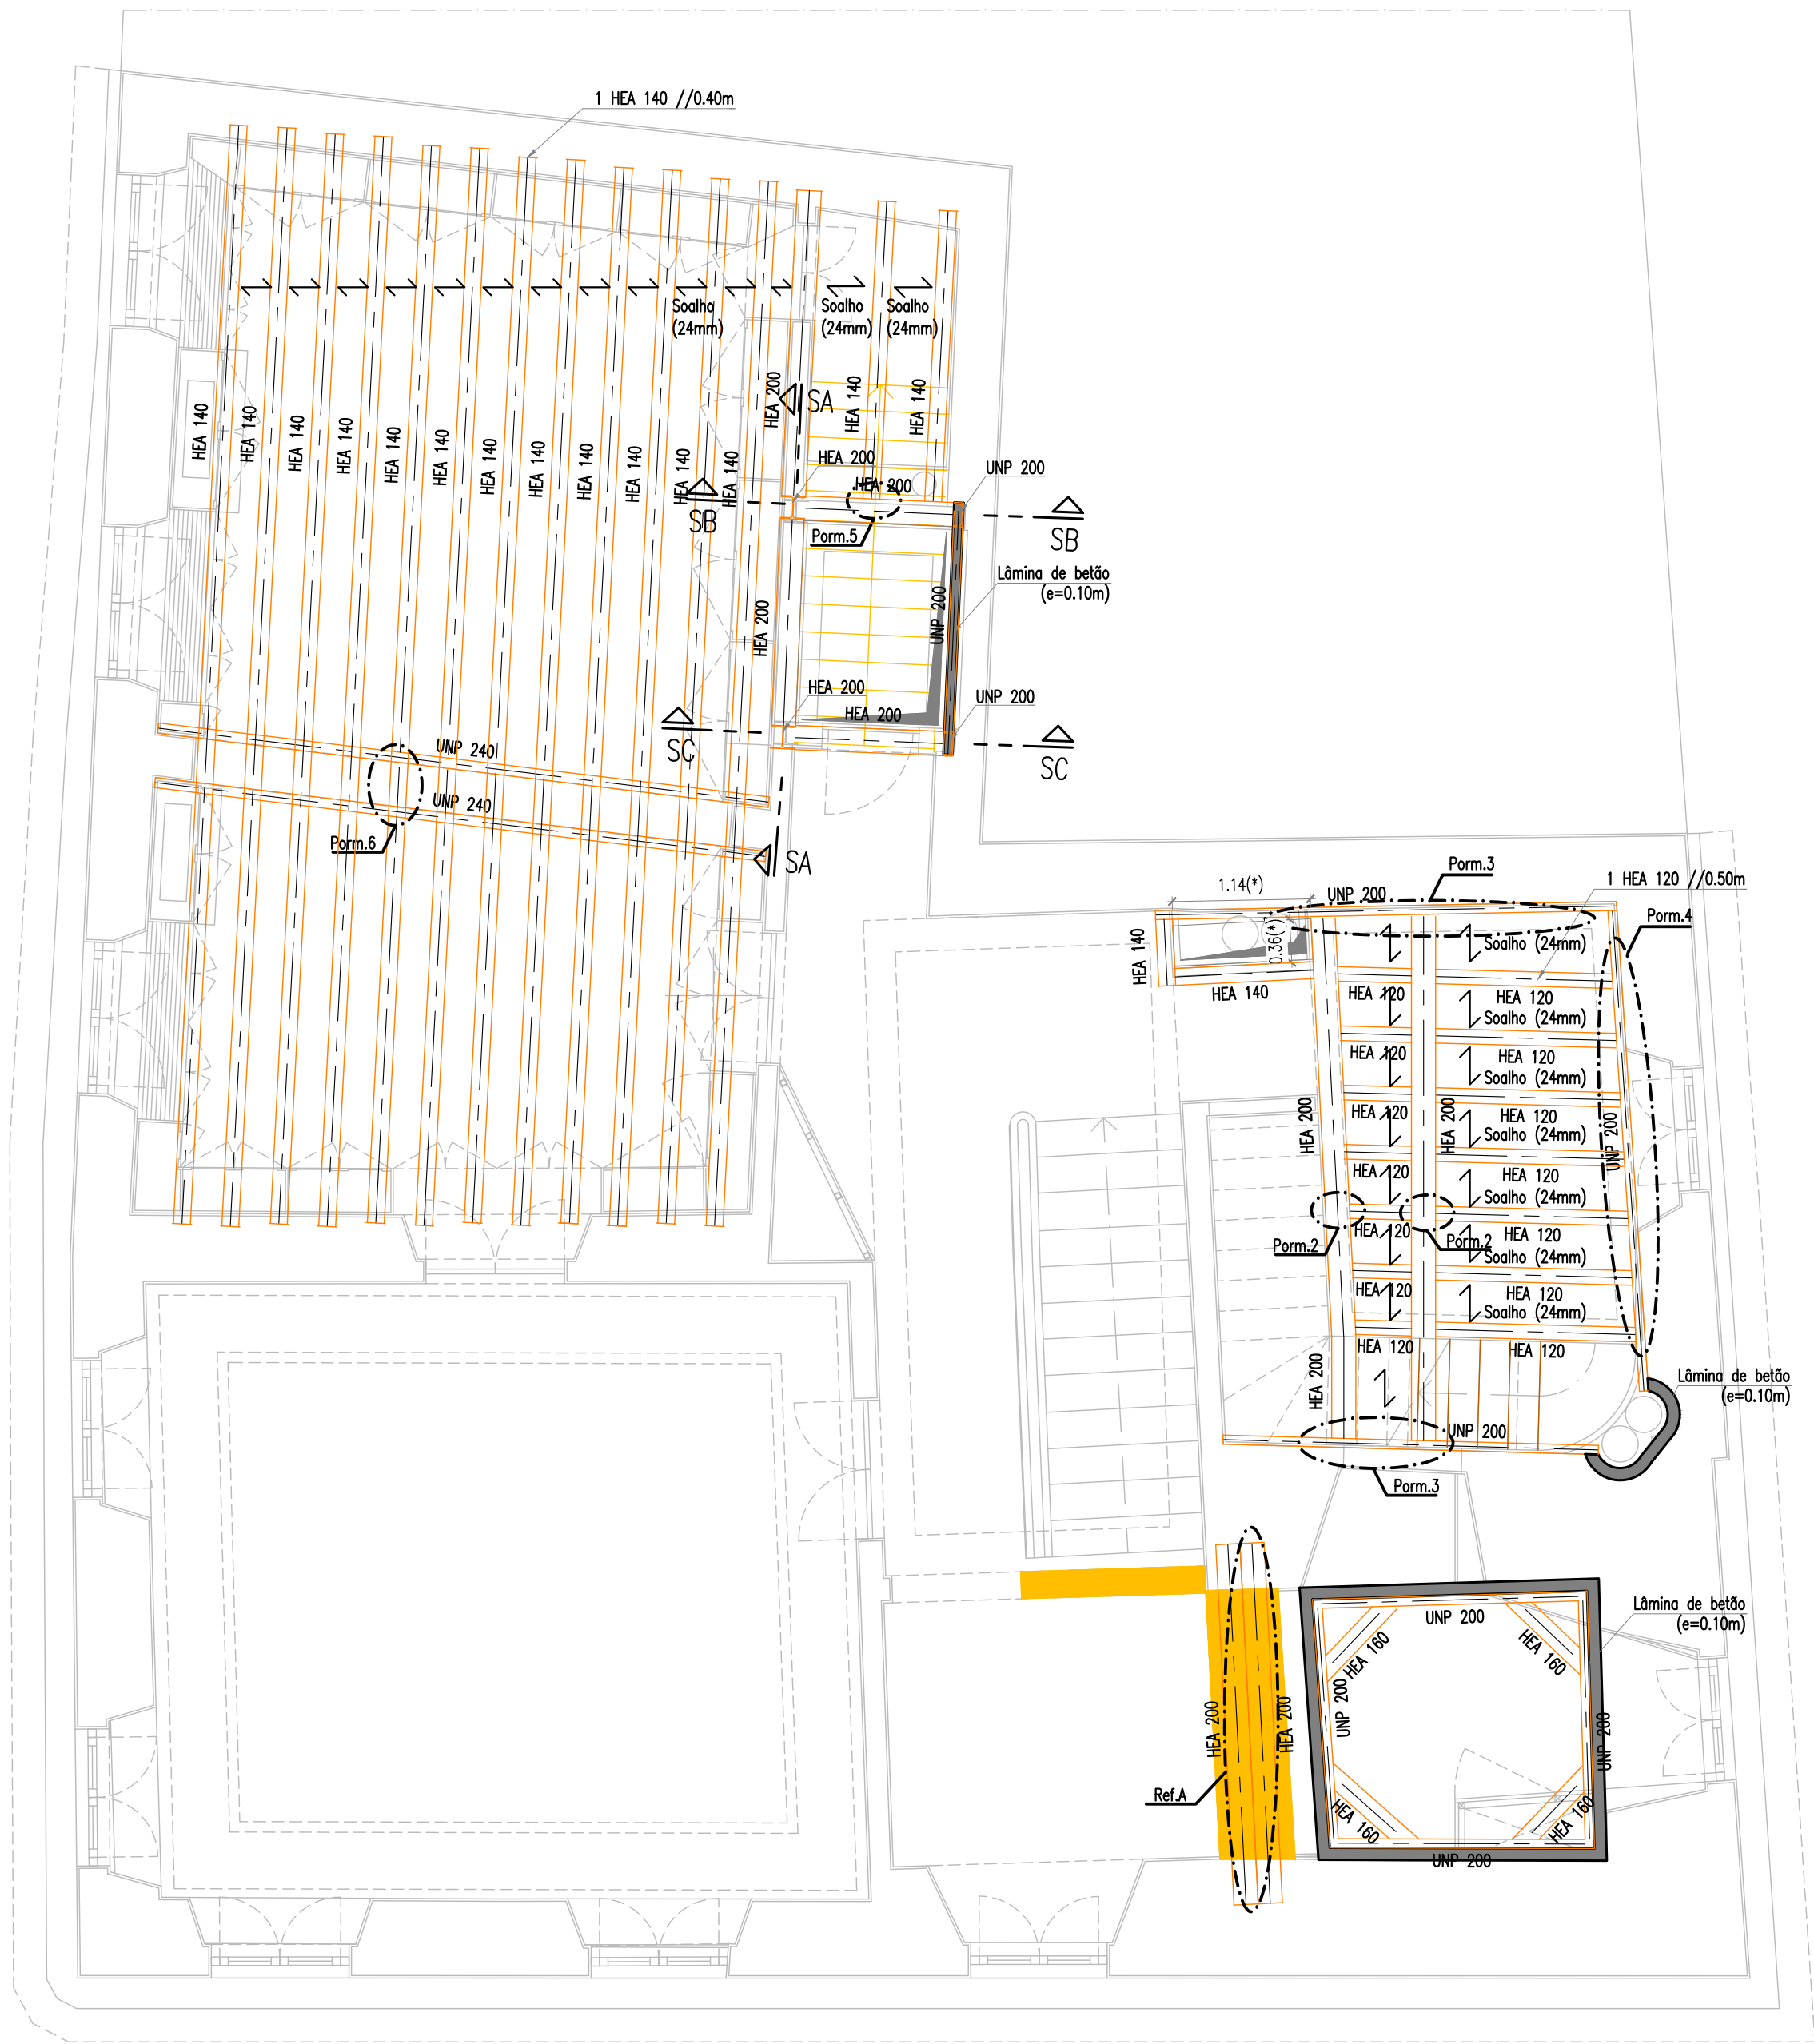 1 HEA 140 //0.40m
Soalho
(24mm)
Soalho
(24mm)
Soalho
(24mm)
HEA 140
HEA 140
HEA 140
HEA 140
HEA 140
HEA 140
HEA 140
HEA 140
HEA 140
HEA 140
HEA 140
HEA 140
HEA 200
SA
HEA 140
HEA 140
HEA 200
HEA 200
UNP 200
SB
Porm.5
SB
Lâmina de betão
(e=0.10m)
UNP 200
HEA 200
HEA 200
HEA 200
UNP 200
SC
SC
UNP 240
UNP 240
Porm.6
SA
Porm.3
1.14(*)
UNP 200
1 HEA 120 //0.50m
Porm.4
0.36(*)
HEA 140
HEA 140
Soalho (24mm)
HEA 120
HEA 120
Soalho (24mm)
HEA 120
HEA 120
Soalho (24mm)
HEA 120
HEA 120
Soalho (24mm)
HEA 200
HEA 200
UNP 200
HEA 120
HEA 120
Soalho (24mm)
HEA 120
HEA 120
Soalho (24mm)
Porm.2
Porm.2
HEA 120
HEA 120
Soalho (24mm)
HEA 120
HEA 120
HEA 200
Lâmina de betão
(e=0.10m)
UNP 200
Porm.3
Lâmina de betão
(e=0.10m)
UNP 200
HEA 160
HEA 160
UNP 200
UNP 200
HEA 200
HEA 200
Ref.A
HEA 160
HEA 160
UNP 200